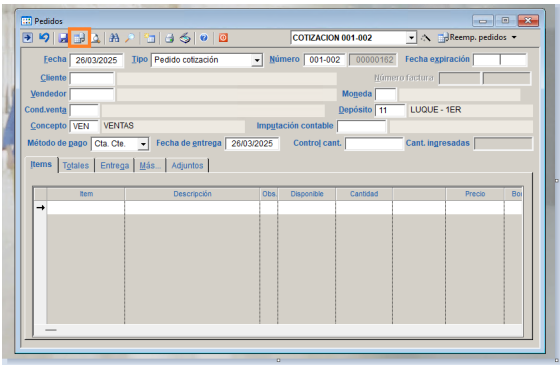 Pedidos
COTIZACION 001-002 Reemp. pedidos
Fecha 26/03/2025 Tipo Pedido cotización Número 001-002 00000162 Fecha expiración
Cliente Número factura
Vendedor Moneda
Cond.venta Depósito 11 LUQUE - 1ER
Concepto VEN VENTAS Imputación contable
Método de pago Cta. Cte. Fecha de entrega 26/03/2025 Control cant. Cant. ingresadas
Items Totales Entrega Más... Adjuntos
Item Descripción Obs. Disponible Cantidad Precio